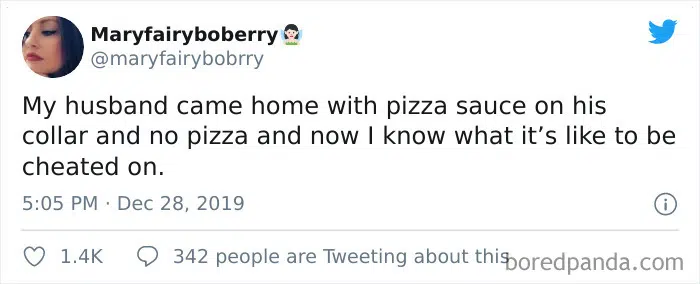 Maryfairyboberry🧚🏻‍♀️
@maryfairybobrry
My husband came home with pizza sauce on his
collar and no pizza and now I know what it’s like to be
cheated on.
5:05 PM · Dec 28, 2019
1.4K 342 people are Tweeting about this
boredpanda.com